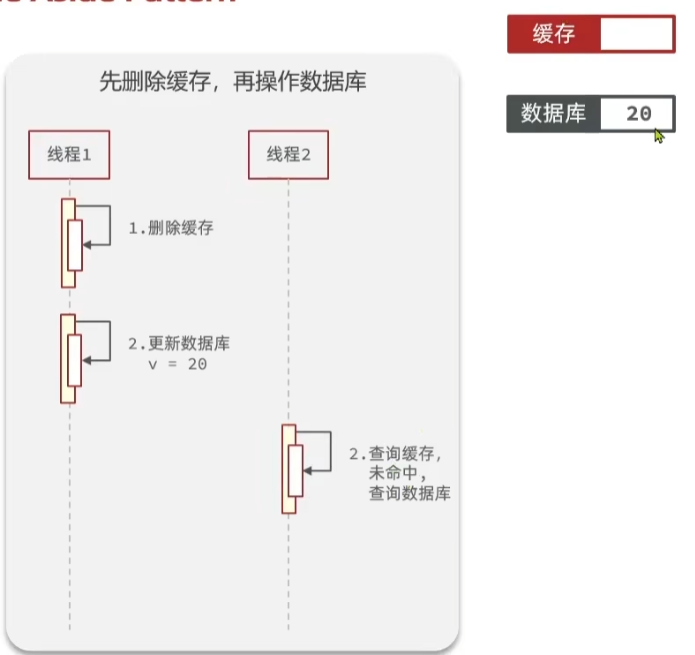 先删除缓存，再操作数据库
缓存
数据库 20
线程1
线程2
1.删除缓存
2.更新数据库
v = 20
2.查询缓存，
未命中，
查询数据库